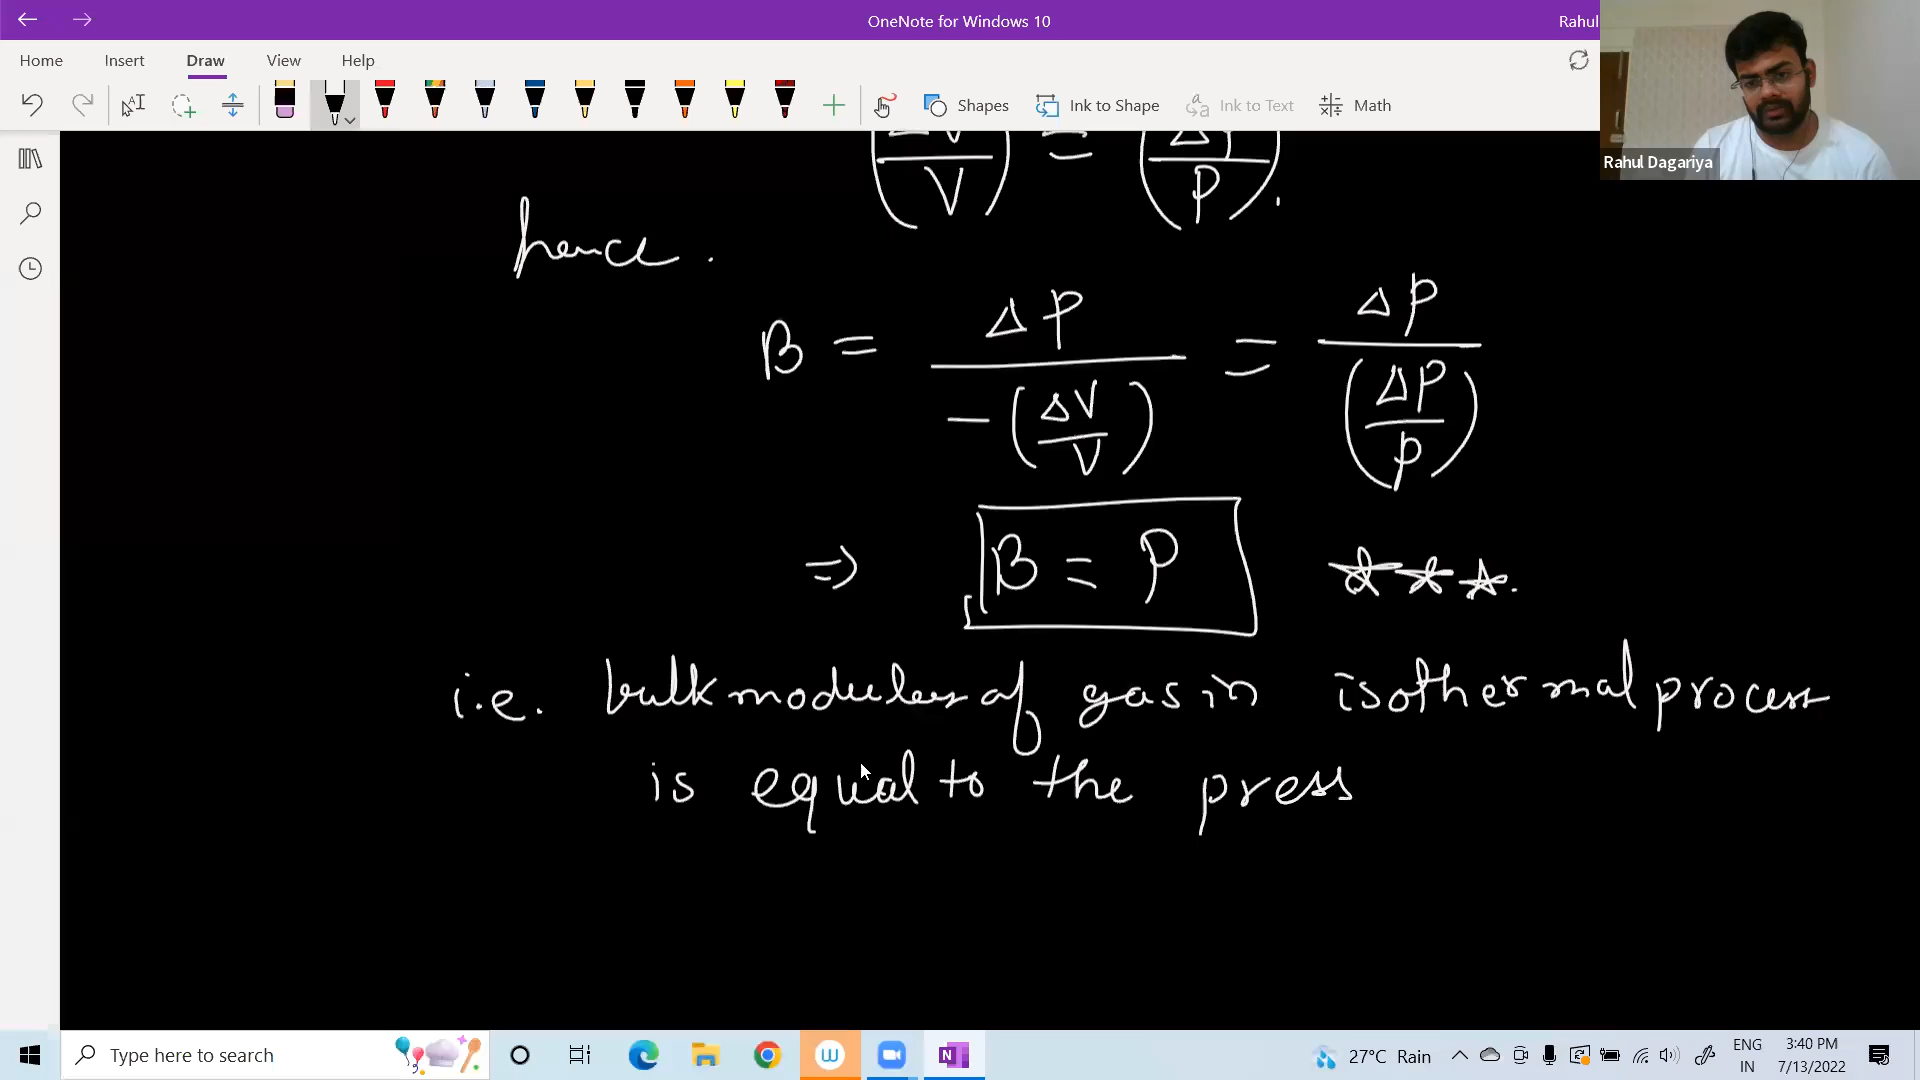 OneNote for Windows 10
Rahul
Home Insert Draw View Help
Shapes Ink to Shape Ink to Text Math
Rahul Dagariya
V = P
hence.
B = ΔP / -(ΔV/V) = ΔP / (ΔP/P)
⇒ B = P ☆☆☆.
i.e. bulk modulus of gas in isothermal process
is equal to the press
Type here to search
27°C Rain
ENG
IN
3:40 PM
7/13/2022